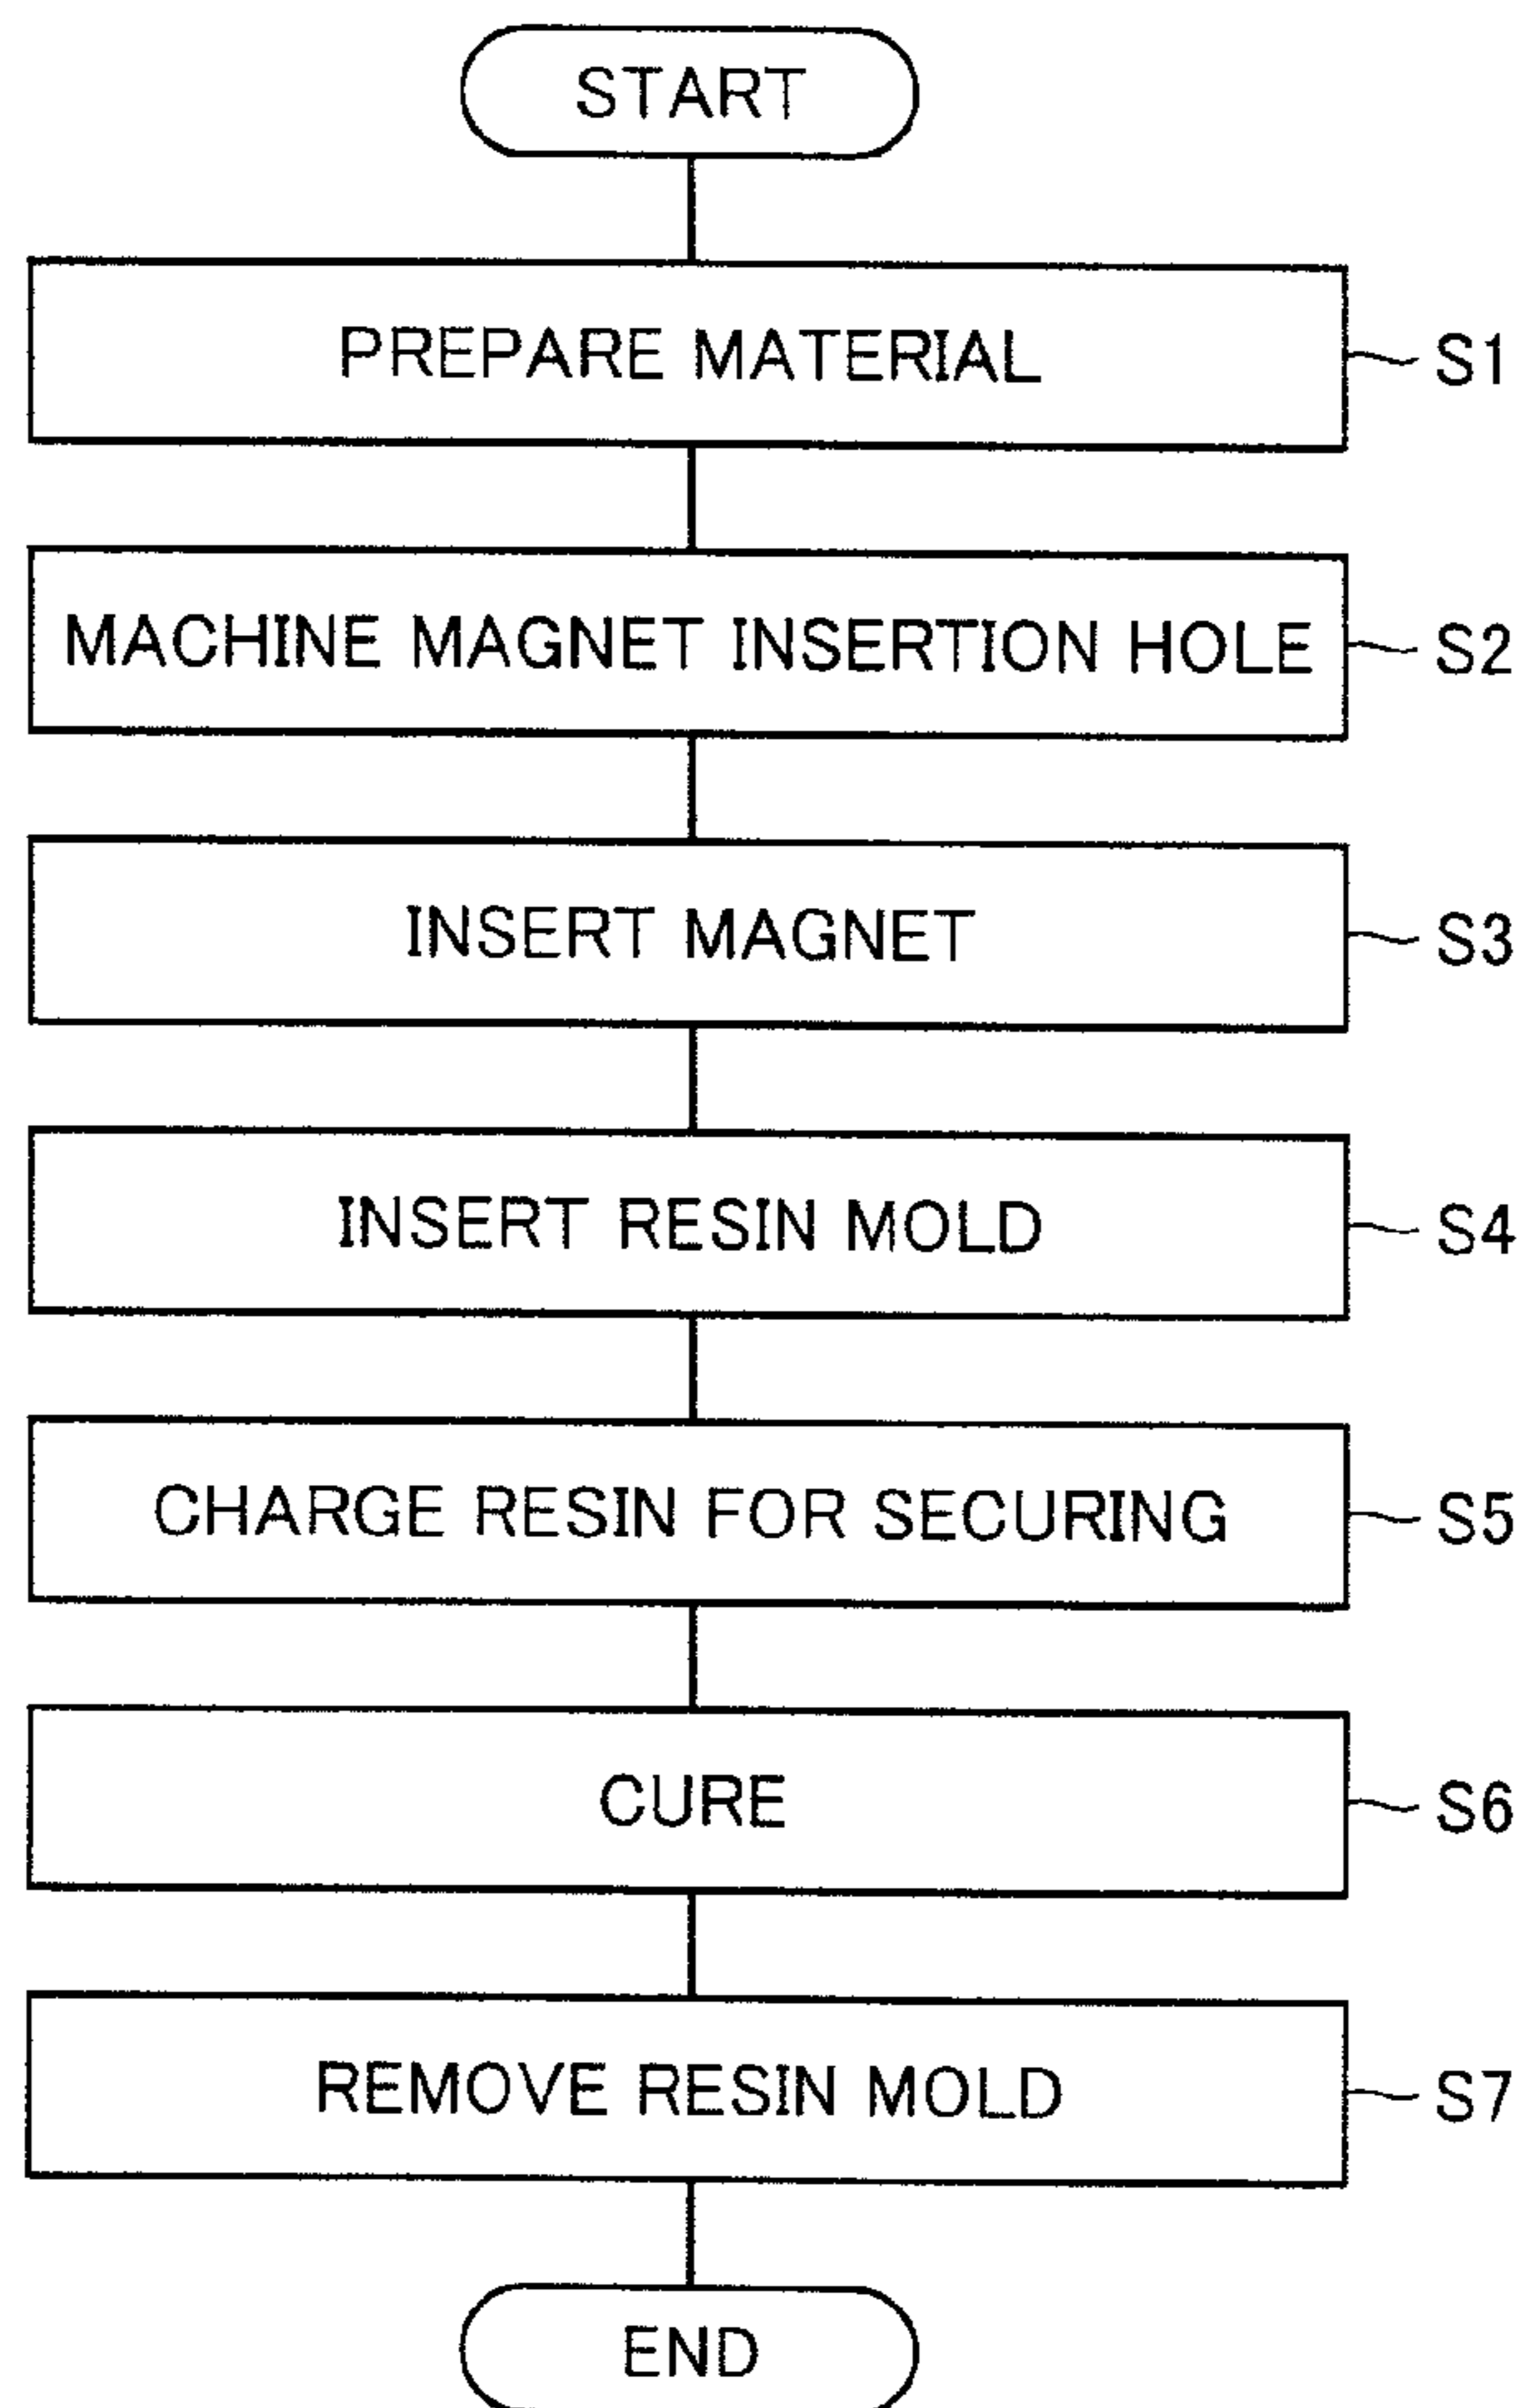 START
PREPARE MATERIAL S1
MACHINE MAGNET INSERTION HOLE S2
INSERT MAGNET S3
INSERT RESIN MOLD S4
CHARGE RESIN FOR SECURING S5
CURE S6
REMOVE RESIN MOLD S7
END